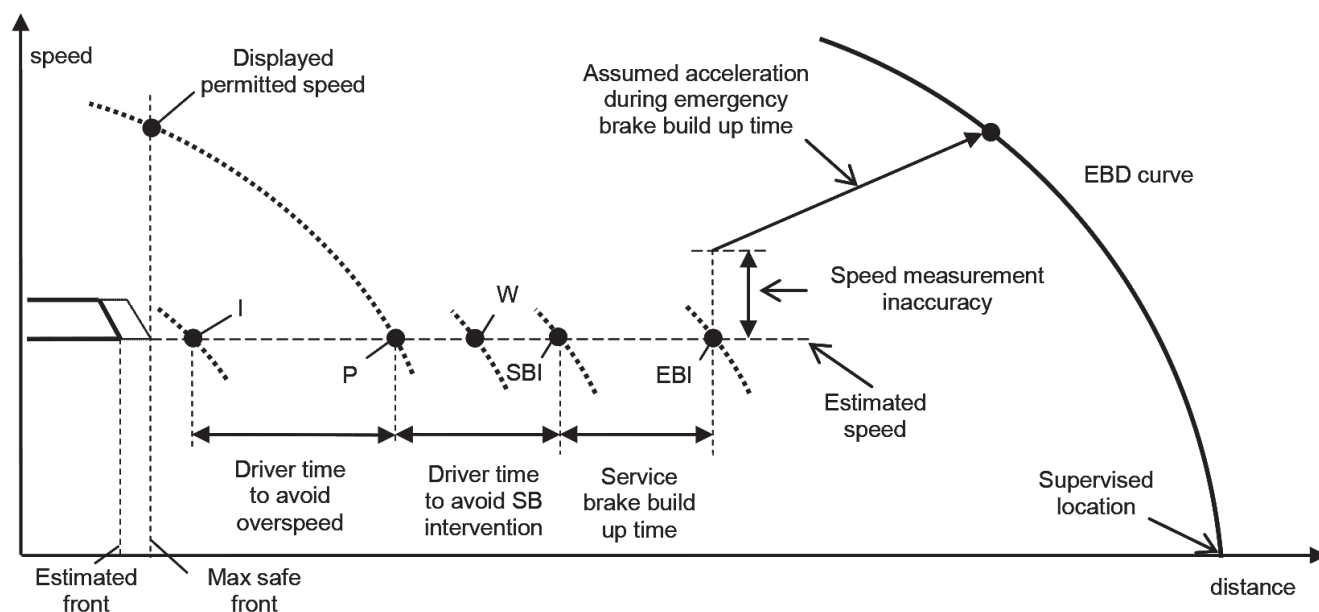 speed
Displayed
permitted speed
Assumed acceleration
during emergency
brake build up time
EBD curve
I
W
Speed measurement
inaccuracy
P
SBI
EBI
Estimated
speed
Driver time
to avoid
overspeed
Driver time
to avoid SB
intervention
Service
brake build
up time
Supervised
location
Estimated
front
Max safe
front
distance